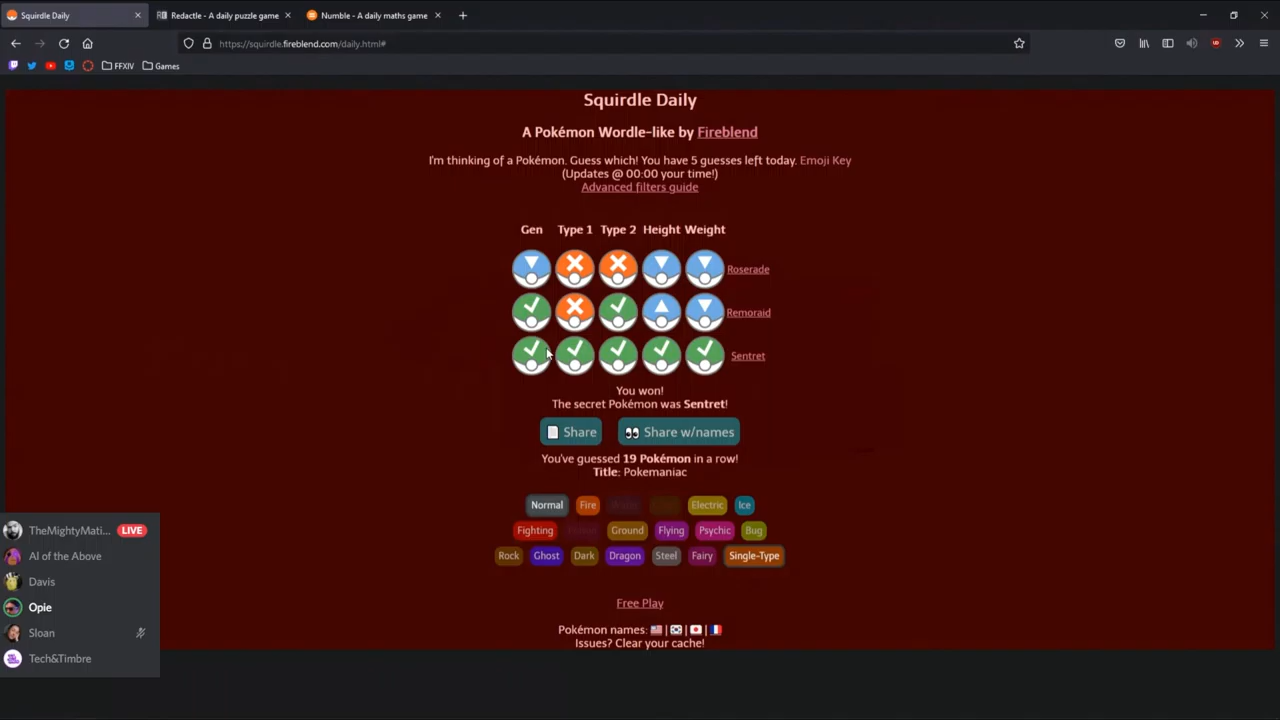 Squirdle Daily
Redactle - A daily puzzle game
Numble - A daily maths game
https://squirdle.fireblend.com/daily.html#
FFXIV
Games
Squirdle Daily
A Pokémon Wordle-like by Fireblend
I'm thinking of a Pokémon. Guess which! You have 5 guesses left today. Emoji Key
(Updates @ 00:00 your time!)
Advanced filters guide
Gen Type 1 Type 2 Height Weight
Roserade
Remoraid
Sentret
You won!
The secret Pokémon was Sentret!
Share Share w/names
You've guessed 19 Pokémon in a row!
Title: Pokemaniac
Normal Fire Electric Ice
Fighting Ground Flying Psychic Bug
Rock Ghost Dark Dragon Steel Fairy Single-Type
Free Play
Pokémon names: | | |
Issues? Clear your cache!
TheMightyMati... LIVE
Al of the Above
Davis
Opie
Sloan
Tech&Timbre